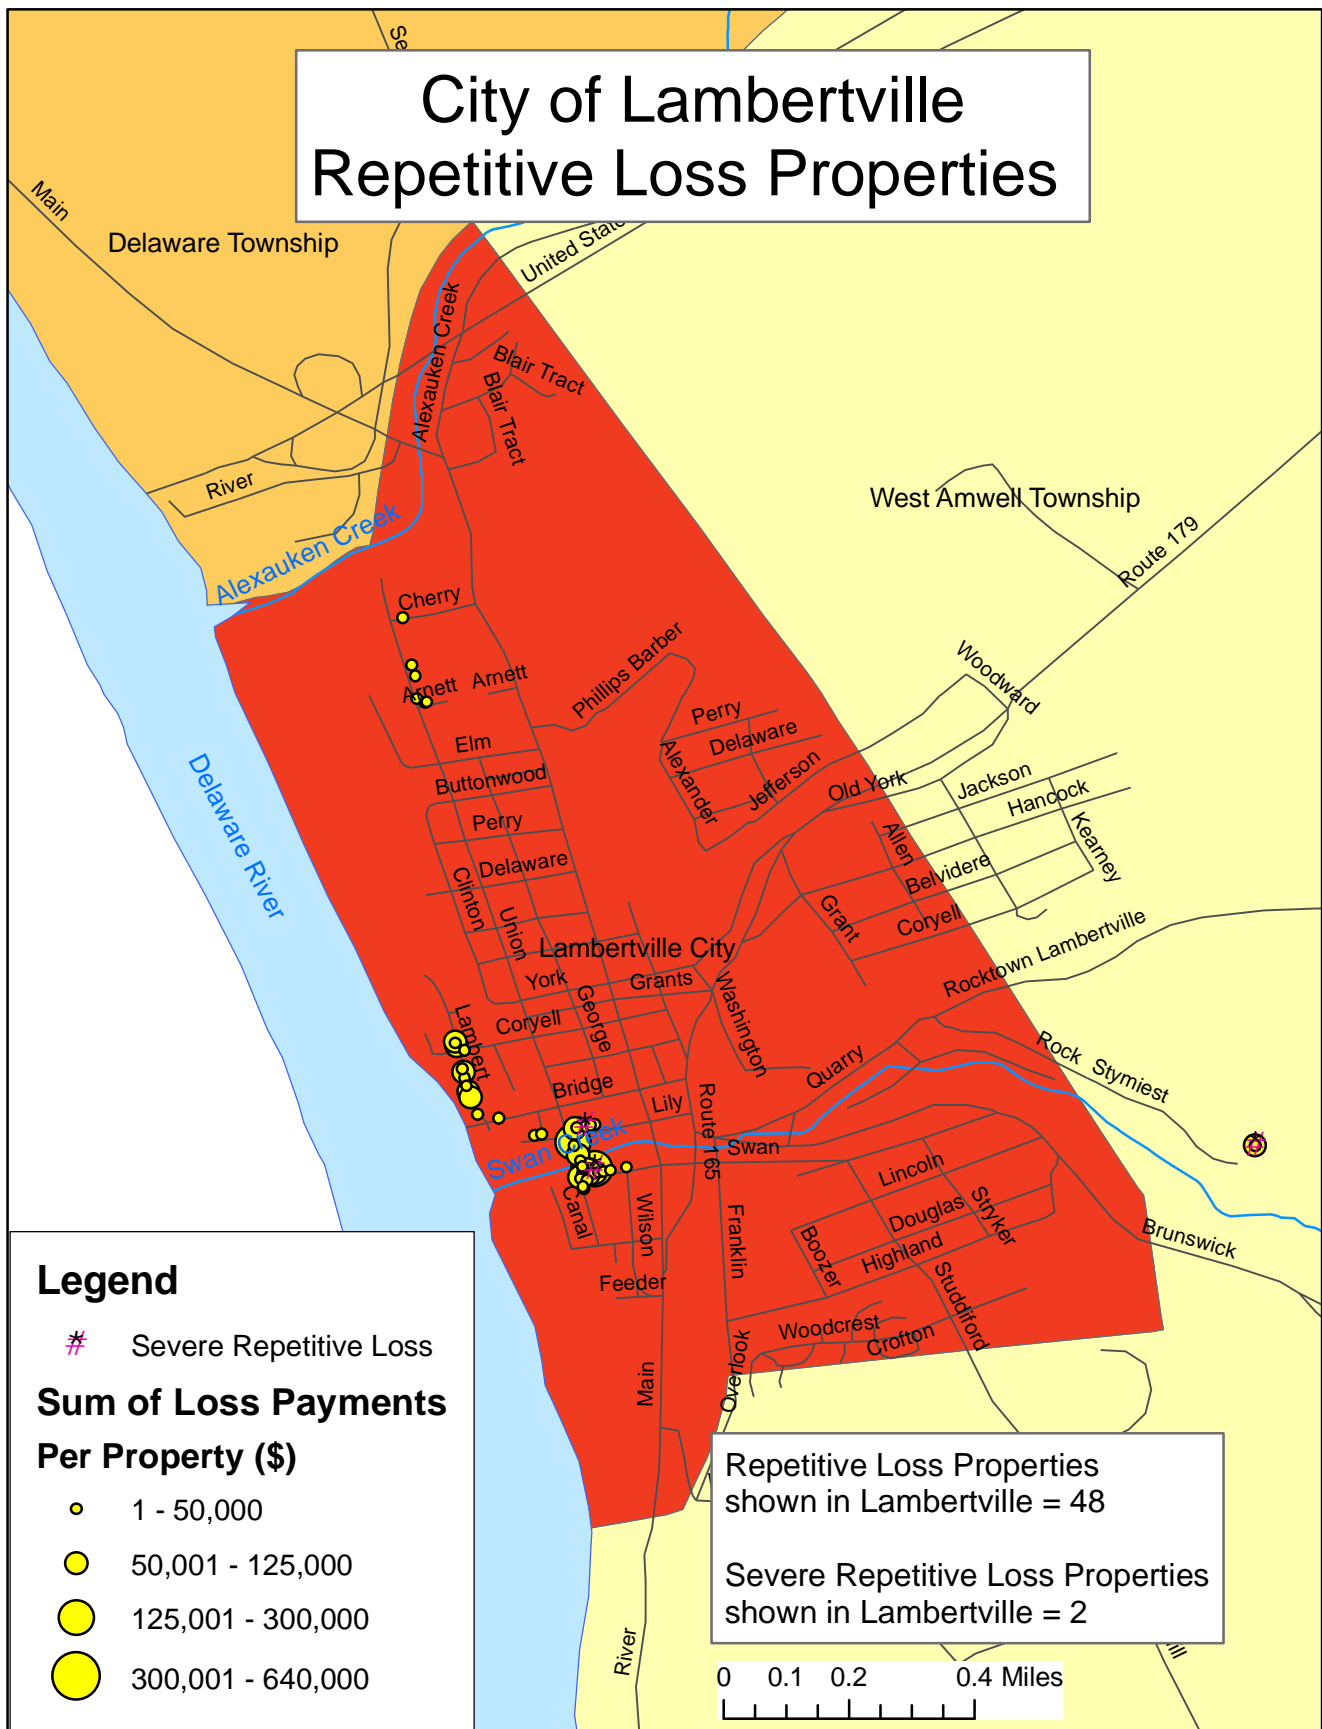 City of Lambertville
Repetitive Loss Properties
Se
Main
Delaware Township
United State
Alexauken Creek
Blair Tract
Blair Tract
River
Alexauken Creek
West Amwell Township
Route 179
Cherry
Arnett
Arnett
Phillips Barber
Woodward
Perry
Delaware
Elm
Alexander
Jefferson
Buttonwood
Old York
Jackson
Hancock
Perry
Allen
Kearney
Delaware River
Delaware
Clinton
Belvidere
Union
Grant
Coryell
Lambertville City
Rocktown Lambertville
York
Grants
Washington
George
Lambert
Coryell
Rock Stymiest
Quarry
Bridge
Lily
Route 165
Swan Creek
Swan
Lincoln
Canal
Wilson
Franklin
Stryker
Douglas
Boozer
Highland
Brunswick
Feeder
Studdiford
Woodcrest
Crofton
Overlook
Main
Legend
Severe Repetitive Loss
Sum of Loss Payments
Per Property ($)
1 - 50,000
50,001 - 125,000
125,001 - 300,000
300,001 - 640,000
Repetitive Loss Properties
shown in Lambertville = 48
Severe Repetitive Loss Properties
shown in Lambertville = 2
River
ill
0 0.1 0.2 0.4 Miles